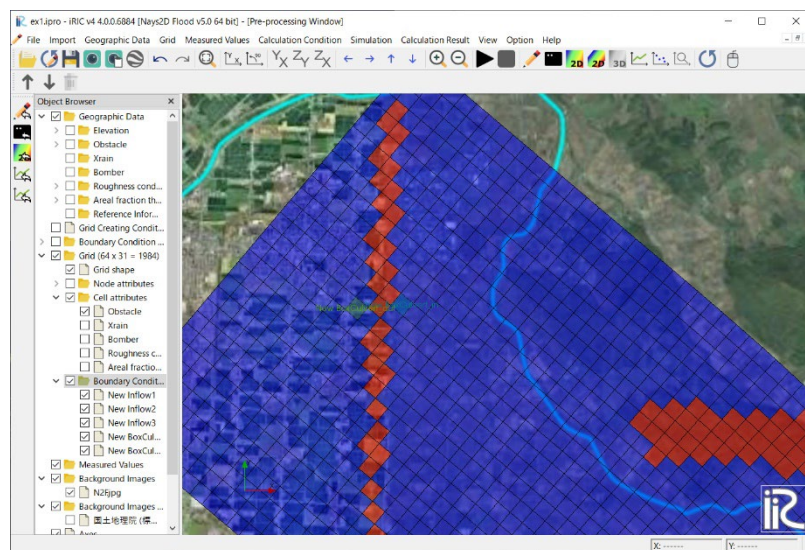 ex1.ipro - iRIC v4 4.0.0.6884 [Nays2D Flood v5.0 64 bit] - [Pre-processing Window]
File Import Geographic Data Grid Measured Values Calculation Condition Simulation Calculation Result View Option Help
Object Browser
Geographic Data
Elevation
Obstacle
Xrain
Bomber
Roughness cond...
Areal fraction th...
Reference Infor...
Grid Creating Condit...
Boundary Condition ...
Grid (64 x 31 = 1984)
Grid shape
Node attributes
Cell attributes
Obstacle
Xrain
Bomber
Roughness c...
Areal fractio...
Boundary Condit...
New Inflow1
New Inflow2
New Inflow3
New BoxCul...
New BoxCul...
Measured Values
Background Images
N2F.jpg
Background Images ...
国土地理院 (標...
Axes
iRiC
X: ------
Y: ------